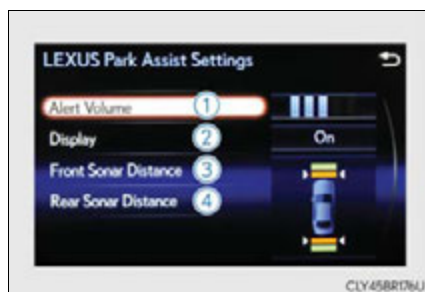 LEXUS Park Assist Settings
Alert Volume 1
Display 2 On
Front Sonar Distance 3
Rear Sonar Distance 4
CLY45BR176U